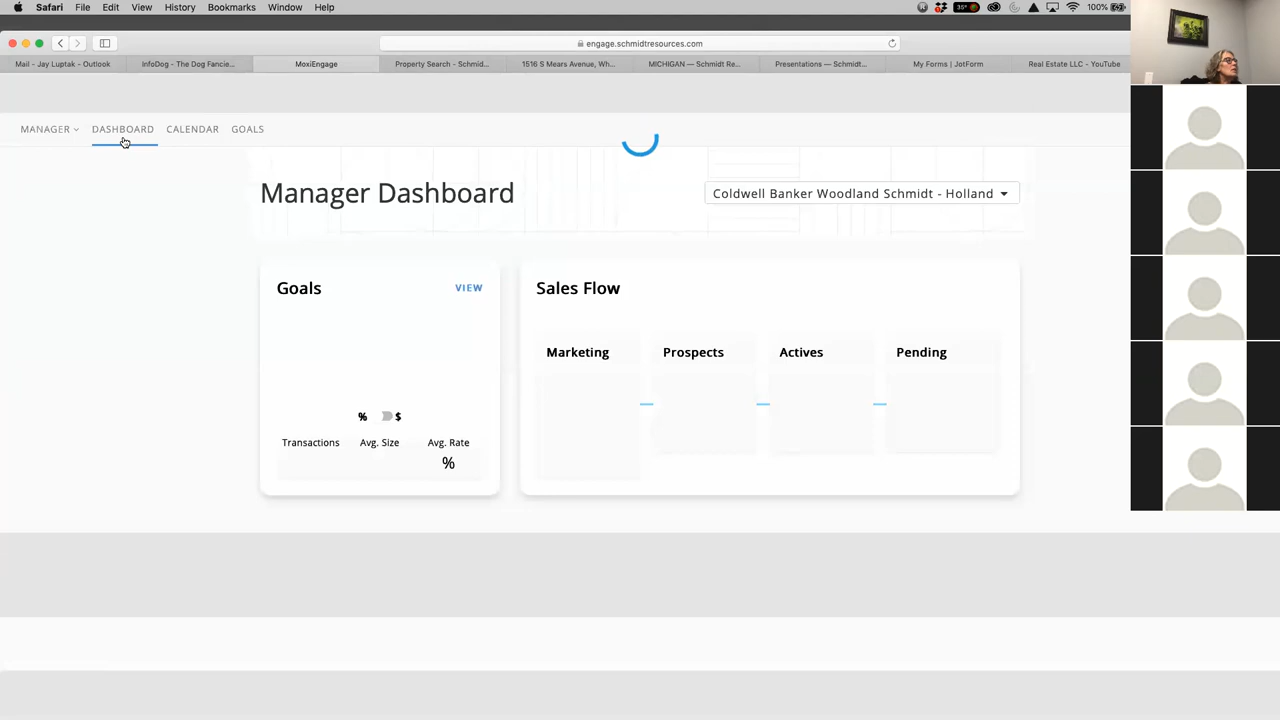 Safari File Edit View History Bookmarks Window Help 35° 100%
engage.schmidtresources.com
Mail - Jay Luptak - Outlook InfoDog - The Dog Fancie... MoxiEngage Property Search - Schmid... 1516 S Mears Avenue, Wh... MICHIGAN — Schmidt Re... Presentations — Schmidt... My Forms | JotForm Real Estate LLC - YouTube
MANAGER DASHBOARD CALENDAR GOALS
Manager Dashboard
Coldwell Banker Woodland Schmidt - Holland
Goals VIEW
Sales Flow
Marketing Prospects Actives Pending
% $
Transactions Avg. Size Avg. Rate
%